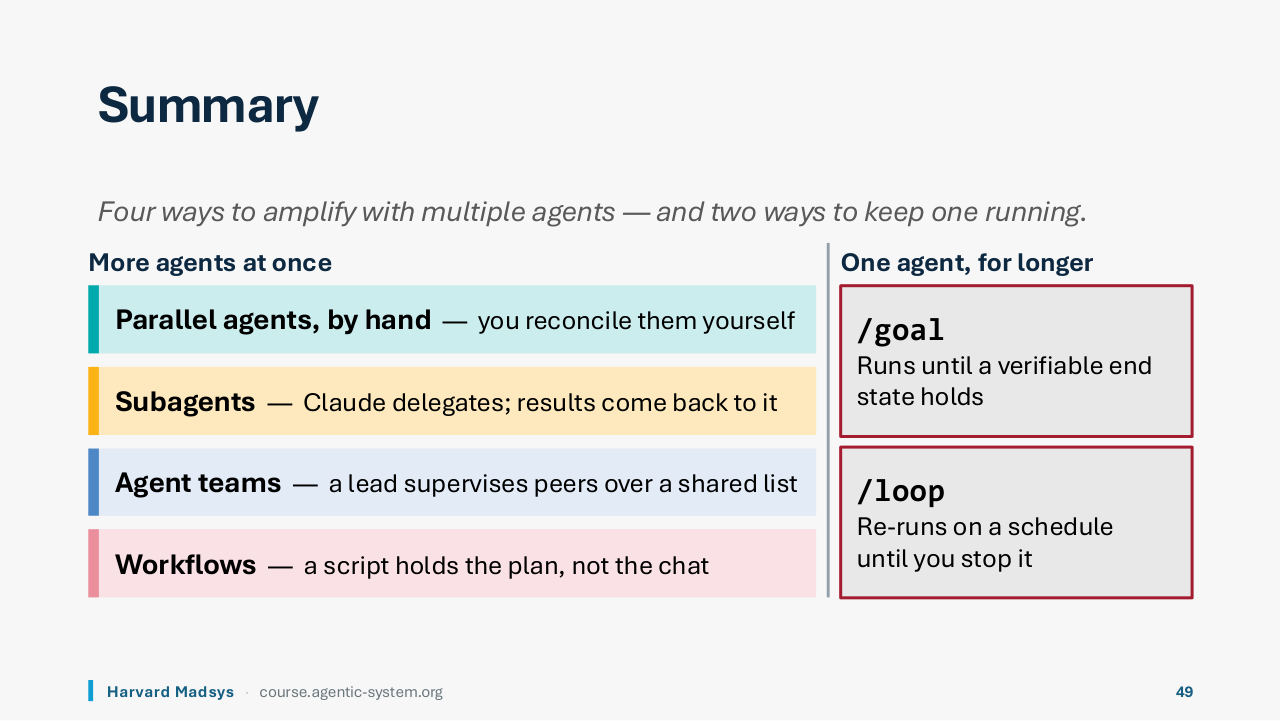 Summary
Four ways to amplify with multiple agents — and two ways to keep one running.
More agents at once
Parallel agents, by hand — you reconcile them yourself
Subagents — Claude delegates; results come back to it
Agent teams — a lead supervises peers over a shared list
Workflows — a script holds the plan, not the chat
One agent, for longer
/goal
Runs until a verifiable end
state holds
/loop
Re-runs on a schedule
until you stop it
Harvard Madsys · course.agentic-system.org
49